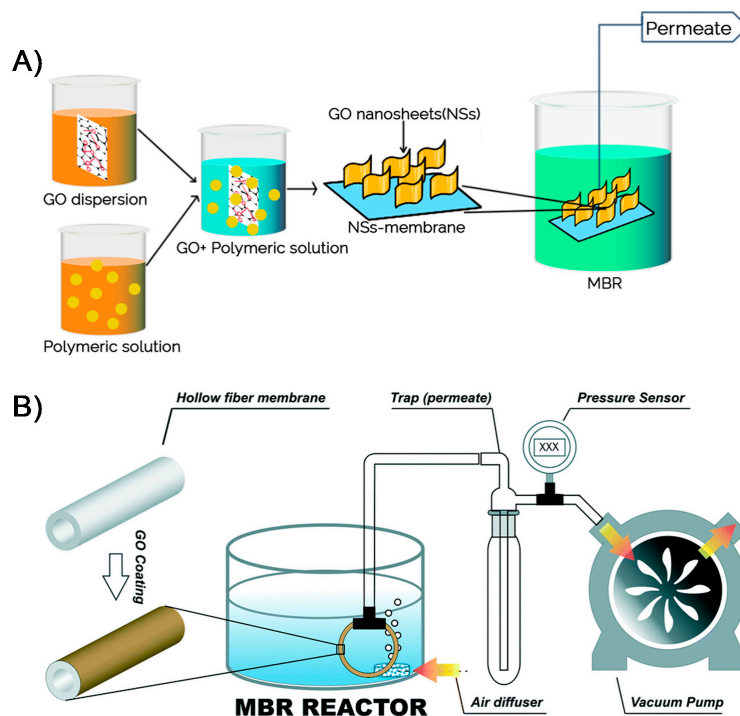 A)
Permeate
GO nanosheets(NSs)
GO dispersion
GO+ Polymeric solution
NSs-membrane
MBR
Polymeric solution
B)
Hollow fiber membrane
Trap (permeate)
Pressure Sensor
XXX
GO Coating
MBR REACTOR
Air diffuser
Vacuum Pump